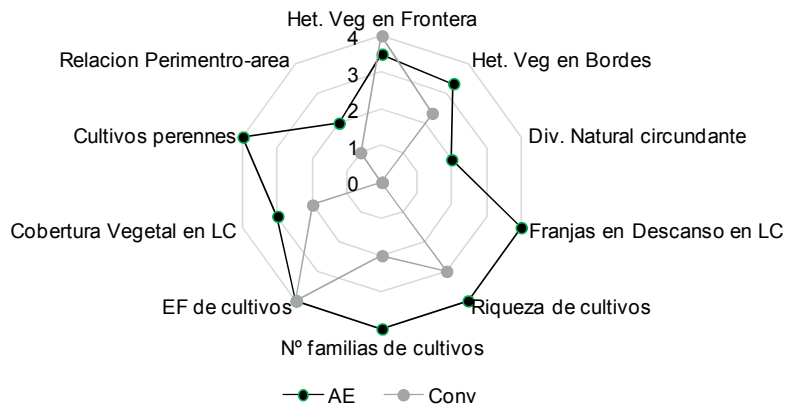 Het. Veg en Frontera
4
Relacion Perimentro-area
Het. Veg en Bordes
3
2
Cultivos perennes
Div. Natural circundante
1
0
Cobertura Vegetal en LC
Franjas en Descanso en LC
EF de cultivos
Riqueza de cultivos
Nº familias de cultivos
AE
Conv